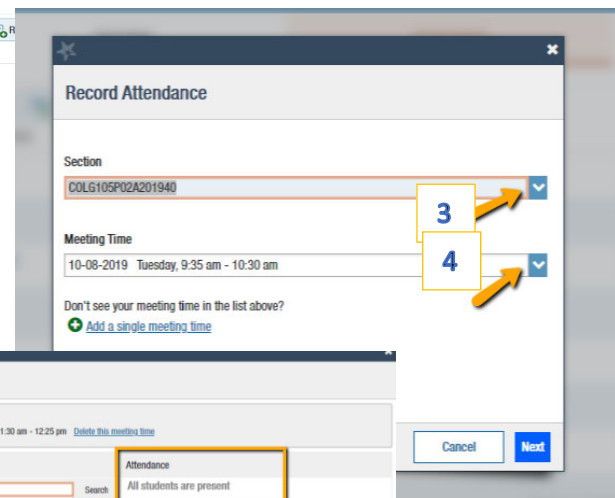 R
Record Attendance
Section
COLG105P02A201940
3
Meeting Time
4
10-08-2019 Tuesday, 9:35 am - 10:30 am
Don't see your meeting time in the list above?
Add a single meeting time
1:30 am - 12:25 pm Delete this meeting time
Cancel
Next
Attendance
Search
All students are present